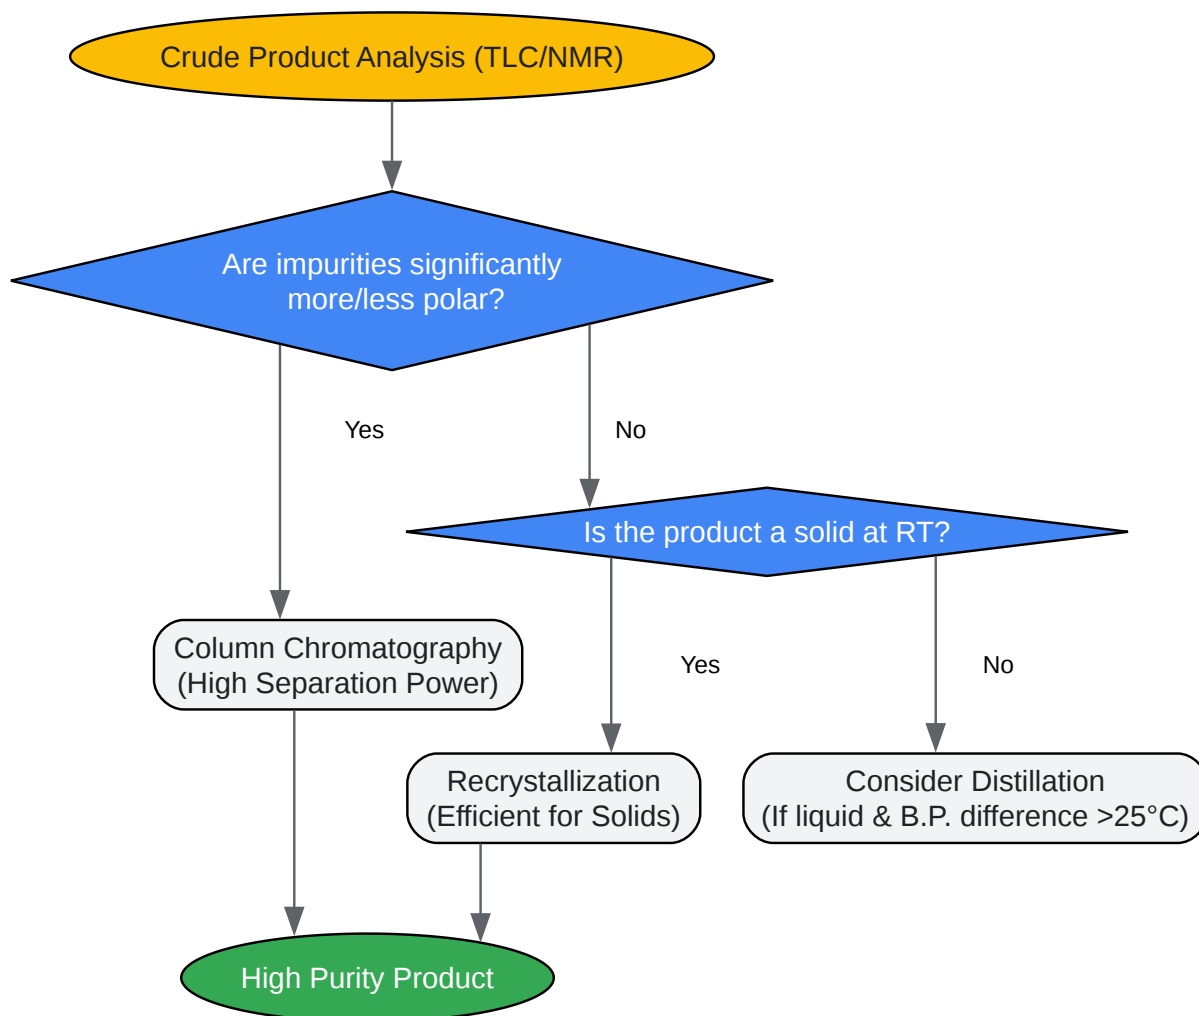 Crude Product Analysis (TLC/NMR)
Are impurities significantly
more/less polar?
Yes
No
Is the product a solid at RT?
Column Chromatography
(High Separation Power)
Yes
No
Recrystallization
(Efficient for Solids)
Consider Distillation
(If liquid & B.P. difference >25°C)
High Purity Product